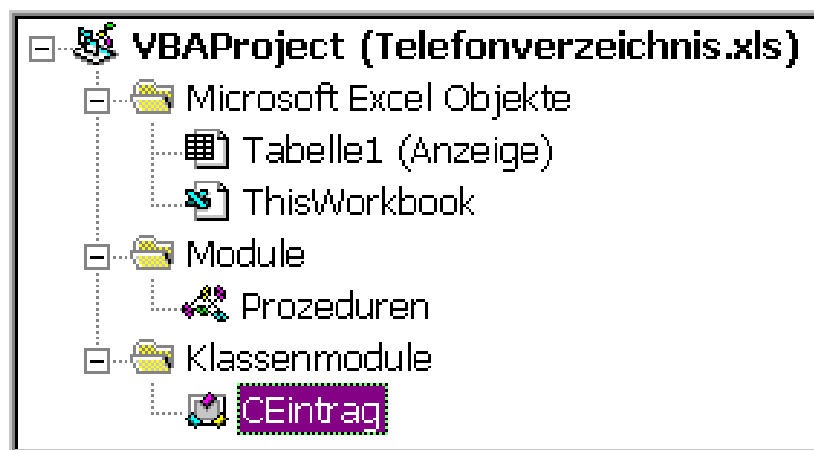 VBAProject (Telefonverzeichnis.xls)
Microsoft Excel Objekte
Tabelle1 (Anzeige)
ThisWorkbook
Module
Prozeduren
Klassenmodule
CEintrag